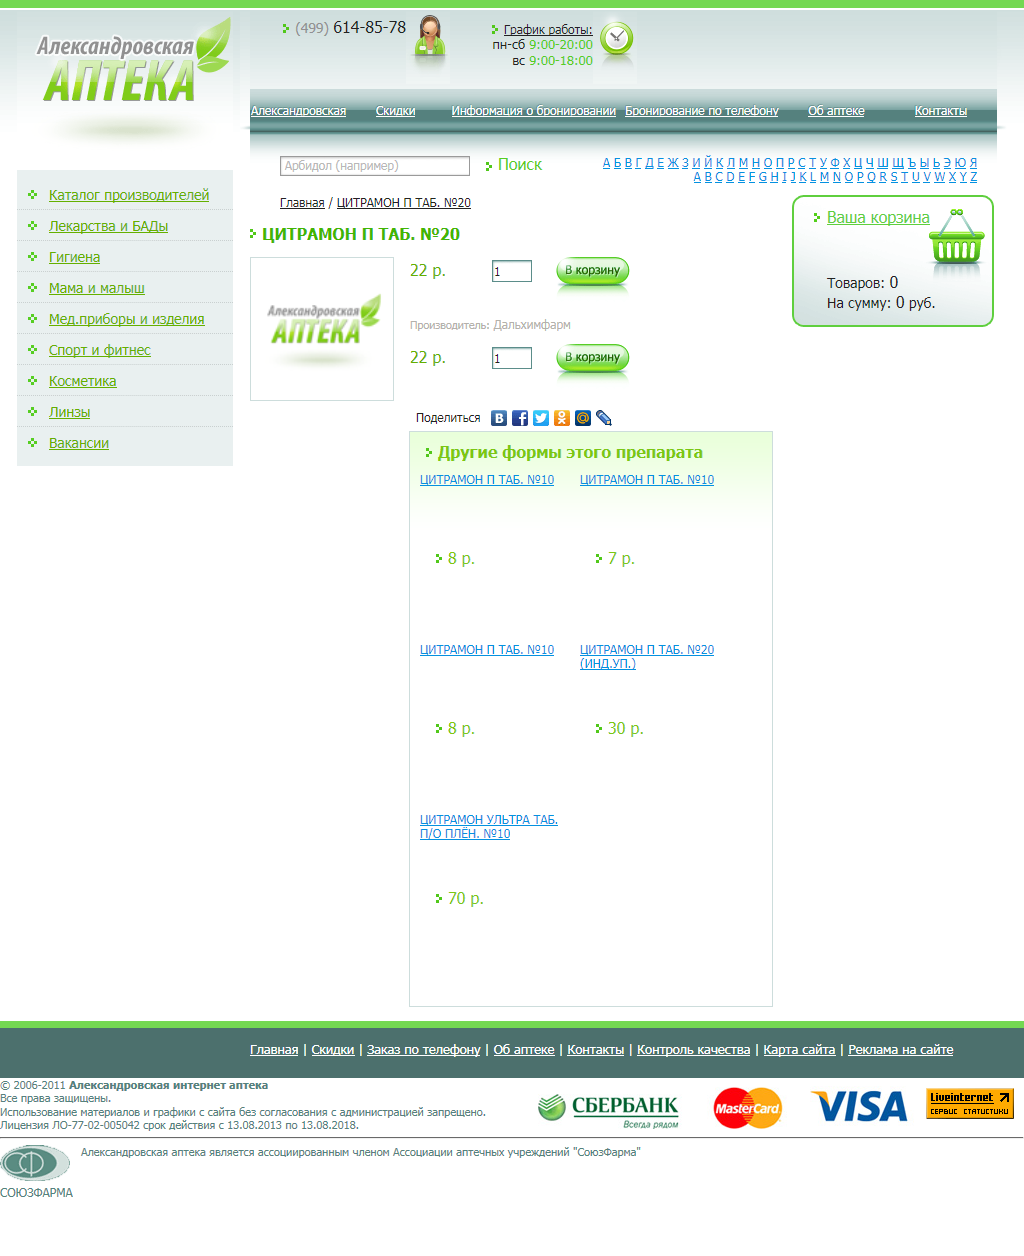 Александровская
АПТЕКА
(499) 614-85-78
График работы:
пн-сб 9:00-20:00
вс 9:00-18:00
Александровская Скидки Информация о бронировании Бронирование по телефону Об аптеке Контакты
Арбидол (например) Поиск
А Б В Г Д Е Ж З И Й К Л М Н О П Р С Т У Ф Х Ц Ч Ш Щ Ъ Ы Ь Э Ю Я
A B C D E F G H I J K L M N O P Q R S T U V W X Y Z
Каталог производителей
Лекарства и БАДы
Гигиена
Мама и малыш
Мед.приборы и изделия
Спорт и фитнес
Косметика
Линзы
Вакансии
Главная / ЦИТРАМОН П ТАБ. №20
ЦИТРАМОН П ТАБ. №20
Александровская
АПТЕКА
22 р. 1 В корзину
Производитель: Дальхимфарм
22 р. 1 В корзину
Поделиться
Ваша корзина
Товаров: 0
На сумму: 0 руб.
Другие формы этого препарата
ЦИТРАМОН П ТАБ. №10 ЦИТРАМОН П ТАБ. №10
8 р. 7 р.
ЦИТРАМОН П ТАБ. №10 ЦИТРАМОН П ТАБ. №20
(ИНД.УП.)
8 р. 30 р.
ЦИТРАМОН УЛЬТРА ТАБ.
П/О ПЛЁН. №10
70 р.
Главная | Скидки | Заказ по телефону | Об аптеке | Контакты | Контроль качества | Карта сайта | Реклама на сайте
© 2006-2011 Александровская интернет аптека
Все права защищены.
Использование материалов и графики с сайта без согласования с администрацией запрещено.
Лицензия ЛО-77-02-005042 срок действия с 13.08.2013 по 13.08.2018.
СБЕРБАНК
Всегда рядом
MasterCard
VISA
Liveinternet
СЕРВИС СТАТИСТИКИ
Александровская аптека является ассоциированным членом Ассоциации аптечных учреждений "СоюзФарма"
СОЮЗФАРМА